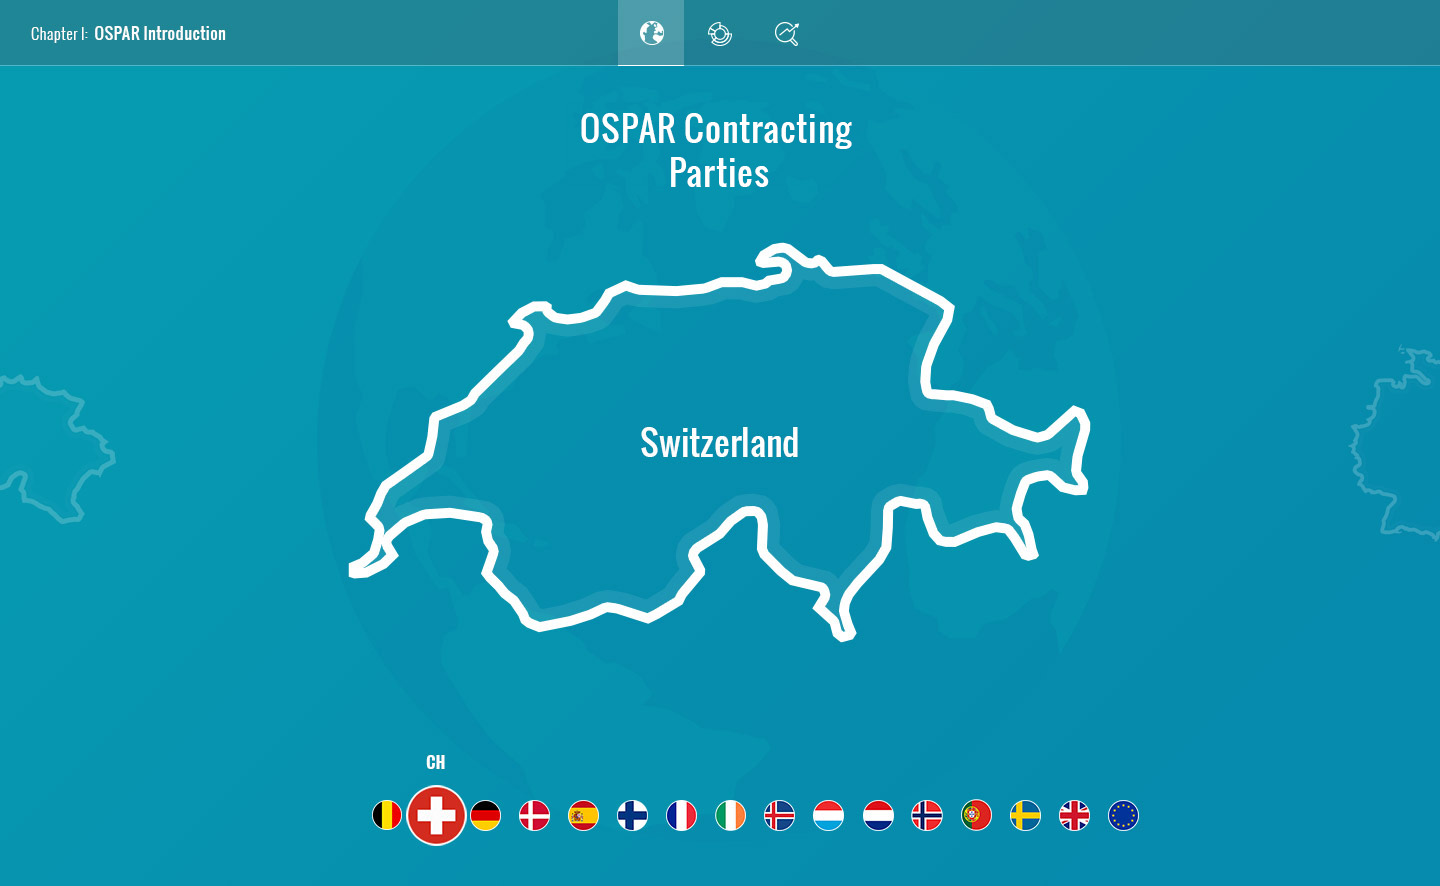 Chapter I: OSPAR Introduction
OSPAR Contracting
Parties
Switzerland
CH